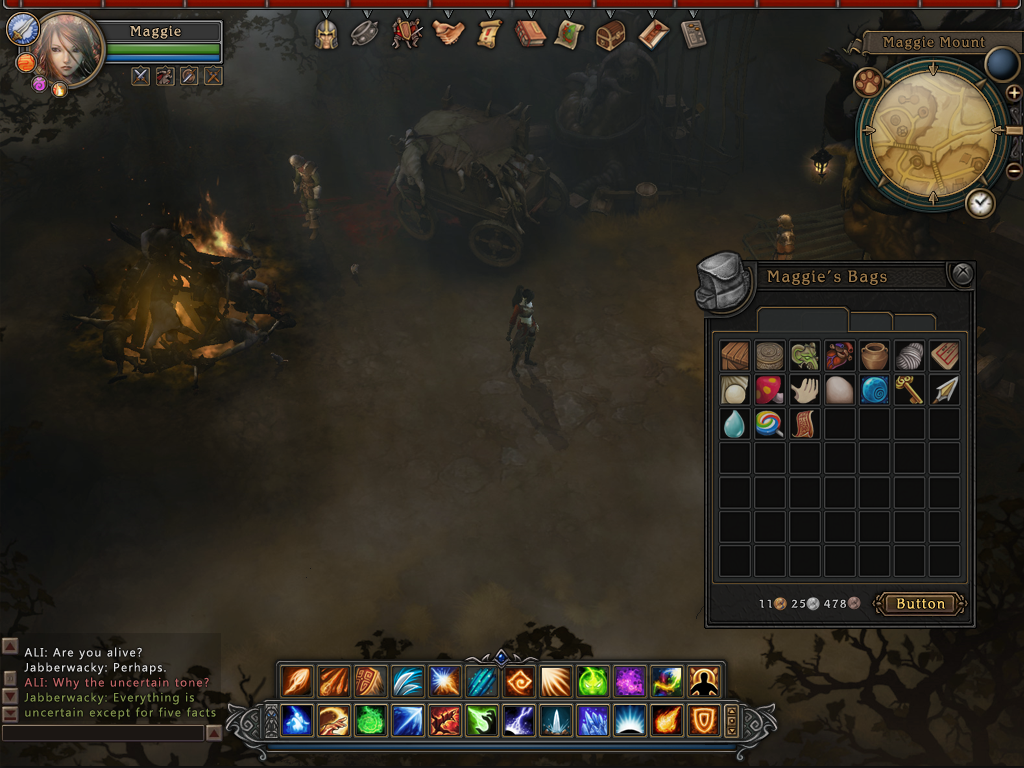 Maggie
Maggie Mount
Maggie's Bags
11 25 478
Button
ALI: Are you alive?
Jabberwacky: Perhaps.
ALI: Why the uncertain tone?
Jabberwacky: Everything is
uncertain except for five facts